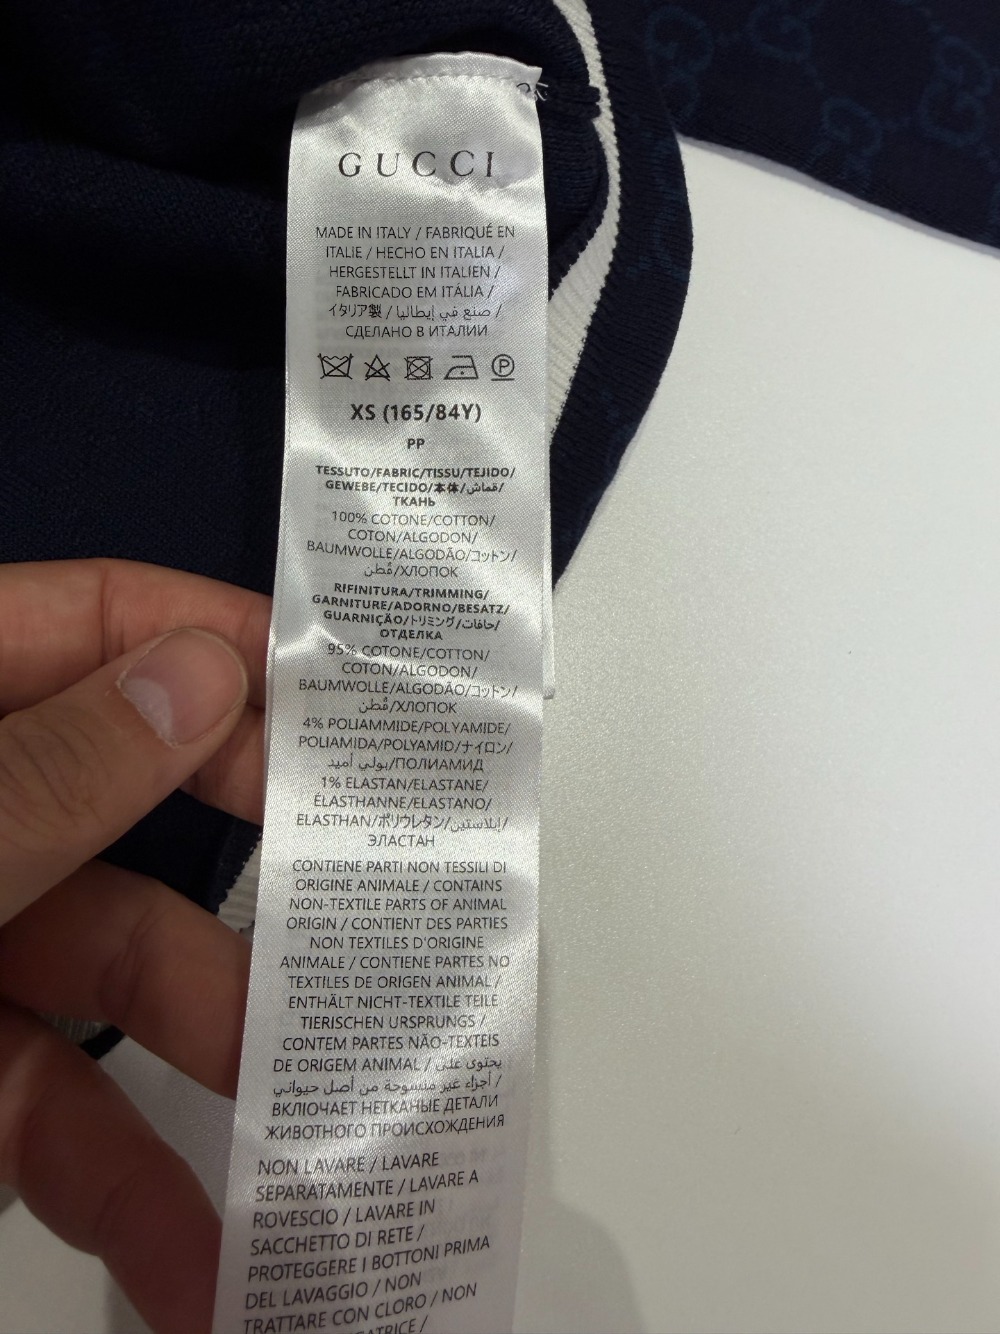 GUCCI
MADE IN ITALY / FABRIQUÉ EN
ITALIE / HECHO EN ITALIA /
HERGESTELLT IN ITALIEN /
FABRICADO EM ITÁLIA /
イタリア製 / صنع في إيطاليا /
СДЕЛАНО В ИТАЛИИ
P
XS (165/84Y)
PP
TESSUTO/FABRIC/TISSU/TEJIDO/
GEWEBE/TECIDO/本体/قماش/
ТКАНЬ
100% COTONE/COTTON/
COTON/ALGODON/
BAUMWOLLE/ALGODÃO/コットン/
قُطن/ХЛОПОК
RIFINITURA/TRIMMING/
GARNITURE/ADORNO/BESATZ/
GUARNIÇÃO/トリミング/حافات/
ОТДЕЛКА
95% COTONE/COTTON/
COTON/ALGODON/
BAUMWOLLE/ALGODÃO/コットン/
قُطن/ХЛОПОК
4% POLIAMMIDE/POLYAMIDE/
POLIAMIDA/POLYAMID/ナイロン/
بولي أميد/ПОЛИАМИД
1% ELASTAN/ELASTANE/
ÉLASTHANNE/ELASTANO/
ELASTHAN/ポリウレタン/إيلاستين/
ЭЛАСТАН
CONTIENE PARTI NON TESSILI DI
ORIGINE ANIMALE / CONTAINS
NON-TEXTILE PARTS OF ANIMAL
ORIGIN / CONTIENT DES PARTIES
NON TEXTILES D'ORIGINE
ANIMALE / CONTIENE PARTES NO
TEXTILES DE ORIGEN ANIMAL /
ENTHÄLT NICHT-TEXTILE TEILE
TIERISCHEN URSPRUNGS /
CONTEM PARTES NÃO-TEXTEIS
DE ORIGEM ANIMAL / يحتوى على
أجزاء غير منسوجة من أصل حيواني /
ВКЛЮЧАЕТ НЕТКАНЫЕ ДЕТАЛИ
ЖИВОТНОГО ПРОИСХОЖДЕНИЯ
NON LAVARE / LAVARE
SEPARATAMENTE / LAVARE A
ROVESCIO / LAVARE IN
SACCHETTO DI RETE /
PROTEGGERE I BOTTONI PRIMA
DEL LAVAGGIO / NON
TRATTARE CON CLORO / NON